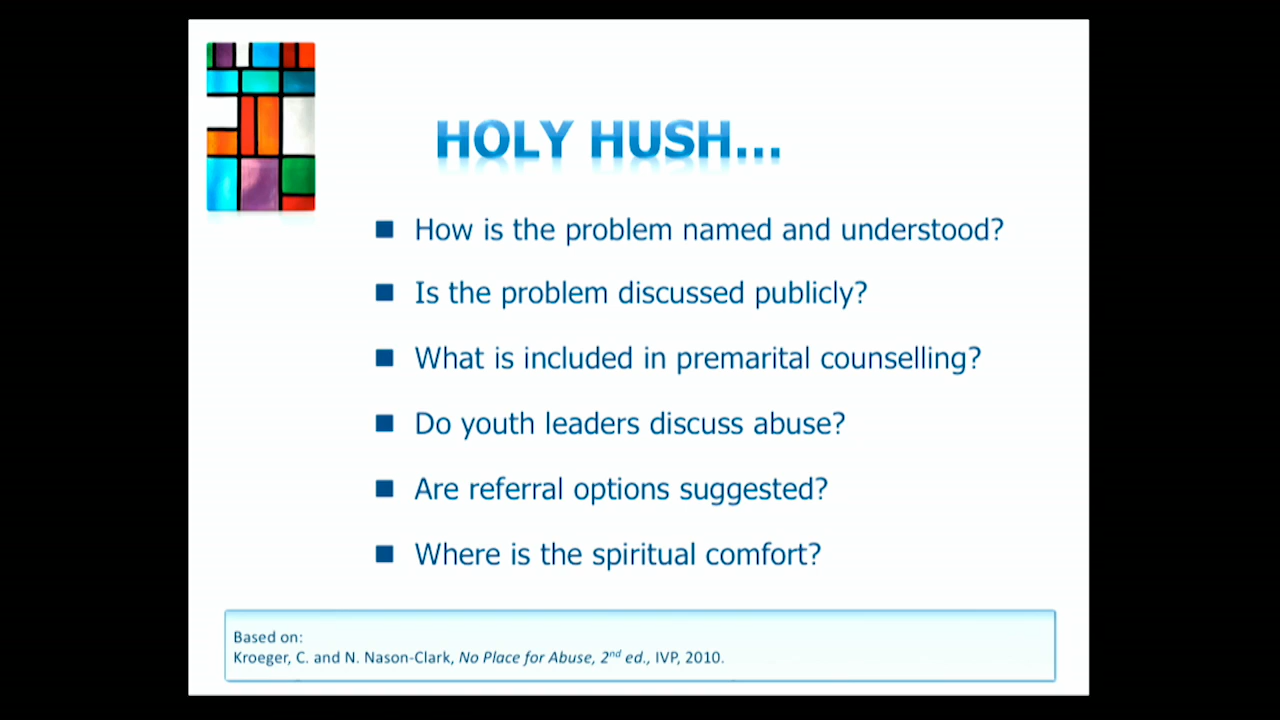 HOLY HUSH...
■ How is the problem named and understood?
■ Is the problem discussed publicly?
■ What is included in premarital counselling?
■ Do youth leaders discuss abuse?
■ Are referral options suggested?
■ Where is the spiritual comfort?
Based on:
Kroeger, C. and N. Nason-Clark, No Place for Abuse, 2nd ed., IVP, 2010.